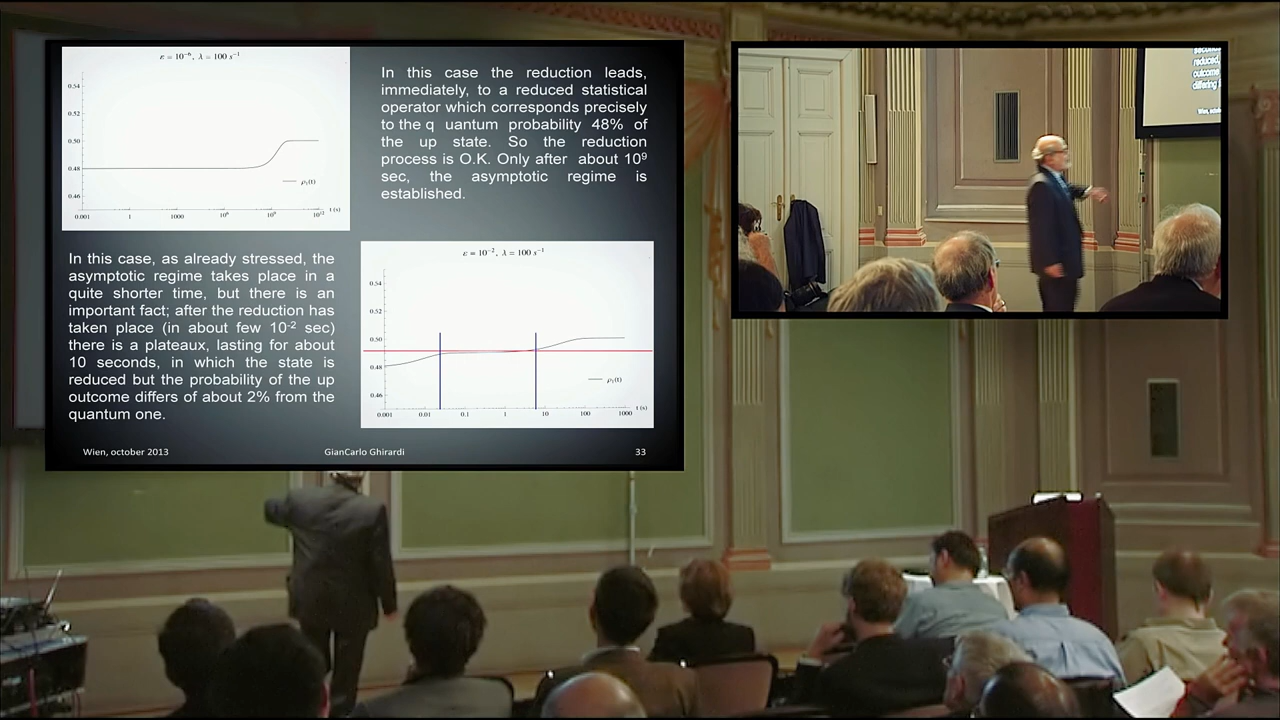 ε = 10⁻⁶, λ = 100 s⁻¹
0.54
0.52
0.50
0.48
0.46
ρ₁(t)
0.001 1 1000 10⁶ 10⁹ 10¹² t (s)
In this case the reduction leads,
immediately, to a reduced statistical
operator which corresponds precisely
to the q uantum probability 48% of
the up state. So the reduction
process is O.K. Only after about 10⁹
sec, the asymptotic regime is
established.
In this case, as already stressed, the
asymptotic regime takes place in a
quite shorter time, but there is an
important fact; after the reduction has
taken place (in about few 10⁻² sec)
there is a plateaux, lasting for about
10 seconds, in which the state is
reduced but the probability of the up
outcome differs of about 2% from the
quantum one.
ε = 10⁻², λ = 100 s⁻¹
0.54
0.52
0.50
0.48
0.46
ρ₁(t)
0.001 0.01 0.1 1 10 100 1000 t (s)
Wien, october 2013 GianCarlo Ghirardi 33
reduced,
outcome
differing